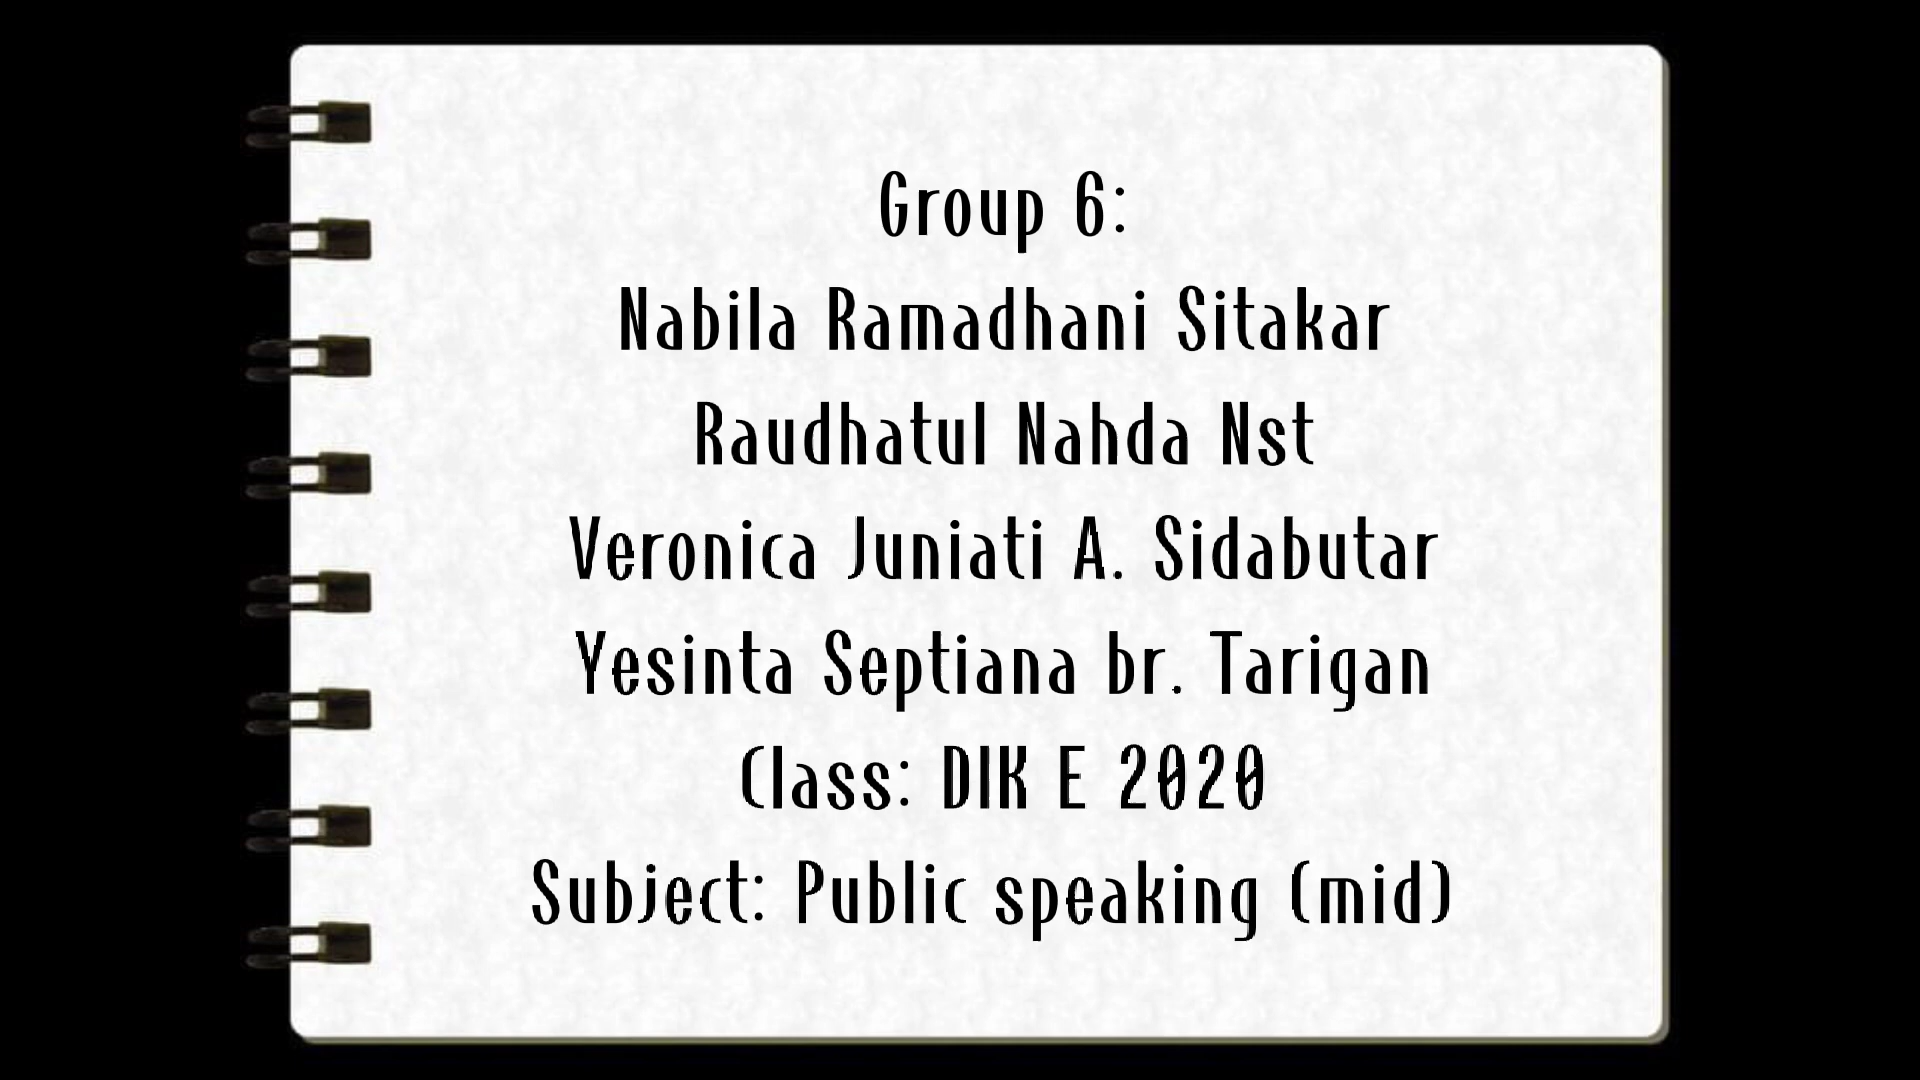 Group 6:
Nabila Ramadhani Sitakar
Raudhatul Nahda Nst
Veronica Juniati A. Sidabutar
Yesinta Septiana br. Tarigan
Class: DIK E 2020
Subject: Public speaking (mid)